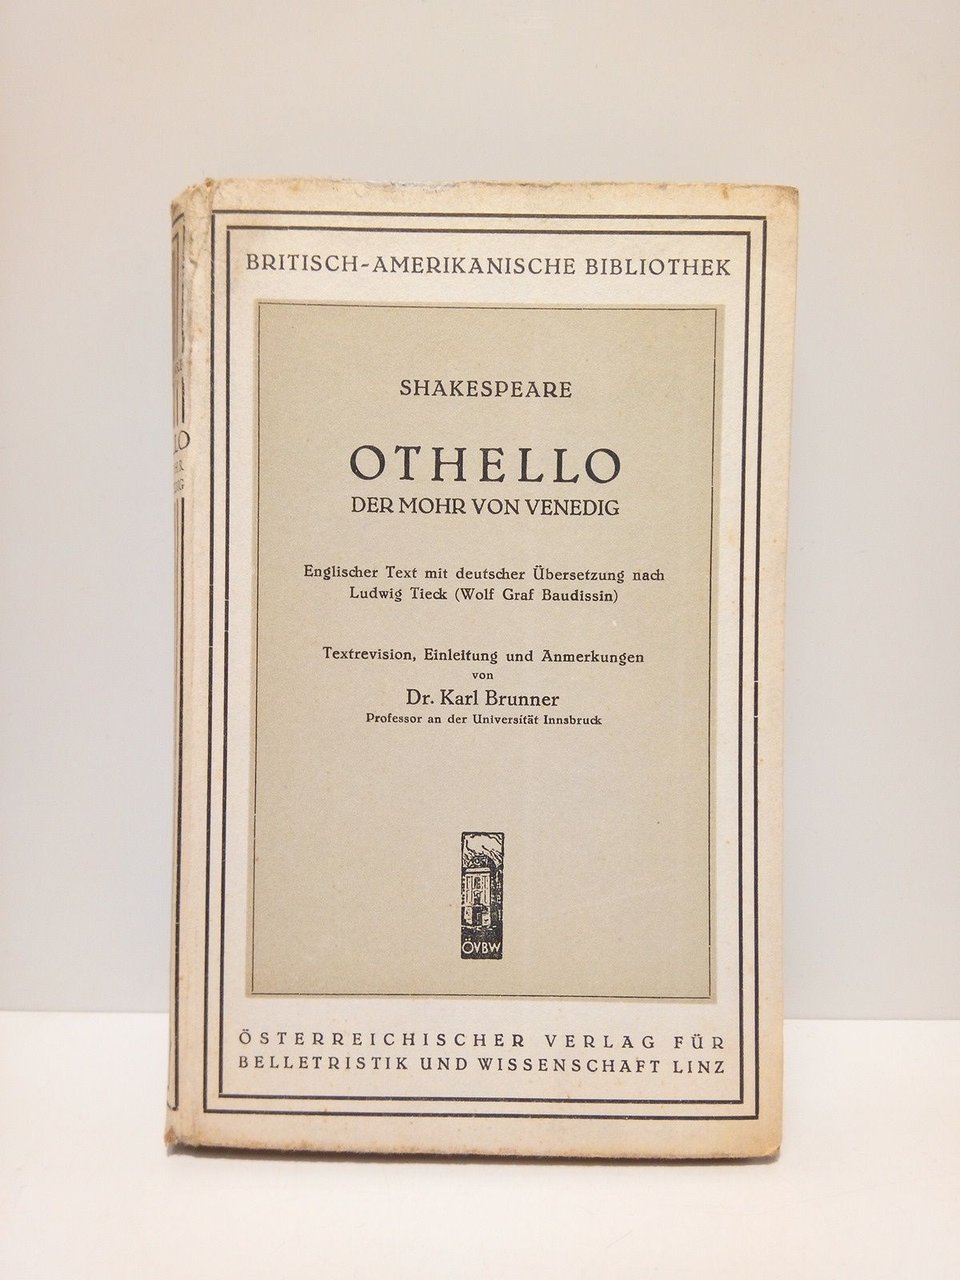 BRITISCH-AMERIKANISCHE BIBLIOTHEK
SHAKESPEARE
OTHELLO
DER MOHR VON VENEDIG
Englischer Text mit deutscher Übersetzung nach
Ludwig Tieck (Wolf Graf Baudissin)
Textrevision, Einleitung und Anmerkungen
von
Dr. Karl Brunner
Professor an der Universität Innsbruck
ÖVBW
ÖSTERREICHISCHER VERLAG FÜR
BELLETRISTIK UND WISSENSCHAFT LINZ